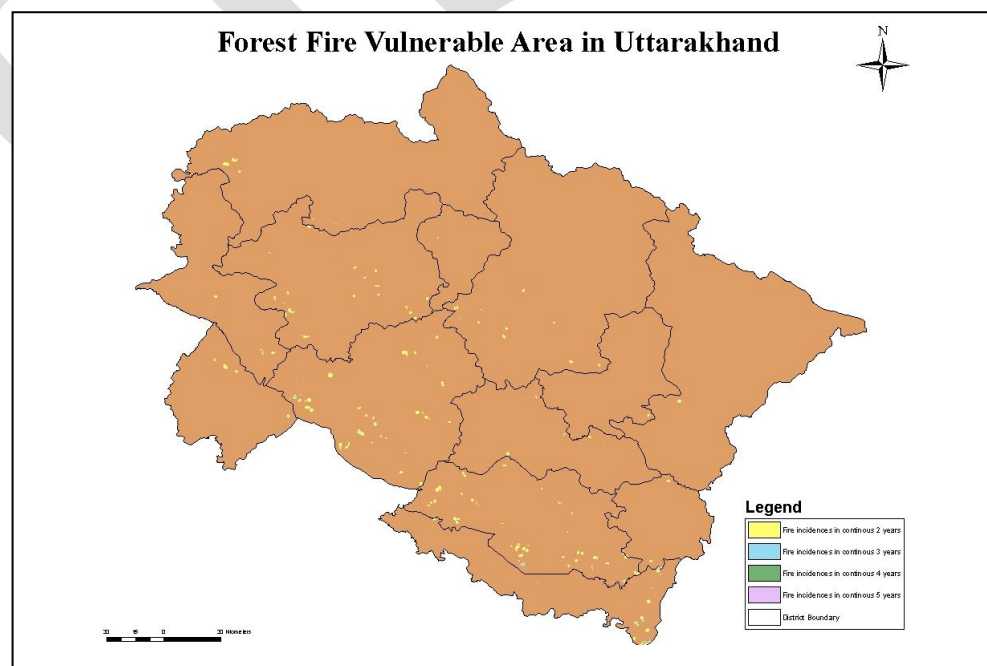 Forest Fire Vulnerable Area in Uttarakhand
N
Legend
Fire incidences in continous 2 years
Fire incidences in continous 3 years
Fire incidences in continous 4 years
Fire incidences in continous 5 years
District Boundary
30 15 0 30 Kilometers